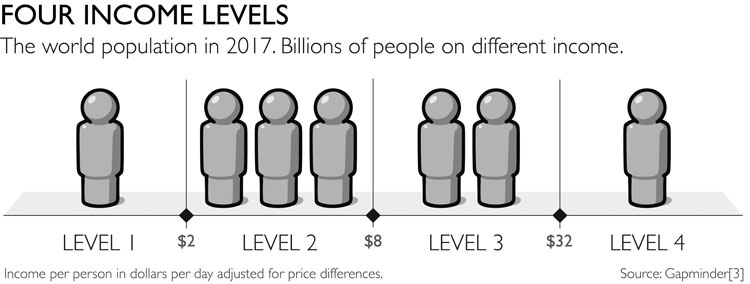 FOUR INCOME LEVELS
The world population in 2017. Billions of people on different income.
LEVEL 1 $2 LEVEL 2 $8 LEVEL 3 $32 LEVEL 4
Income per person in dollars per day adjusted for price differences. Source: Gapminder[3]